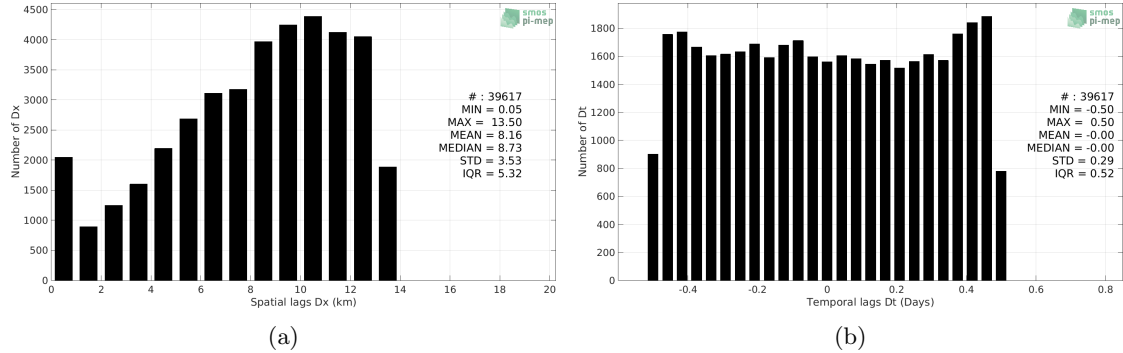 smos
pi-mep
4500
4000
3500
3000
2500
2000
1500
1000
500
0
Number of Dx
# : 39617
MIN = 0.05
MAX = 13.50
MEAN = 8.16
MEDIAN = 8.73
STD = 3.53
IQR = 5.32
0 2 4 6 8 10 12 14 16 18 20
Spatial lags Dx (km)
(a)
smos
pi-mep
1800
1600
1400
1200
1000
800
600
400
200
0
Number of Dt
# : 39617
MIN = -0.50
MAX = 0.50
MEAN = -0.00
MEDIAN = -0.00
STD = 0.29
IQR = 0.52
-0.4 -0.2 0 0.2 0.4 0.6 0.8
Temporal lags Dt (Days)
(b)